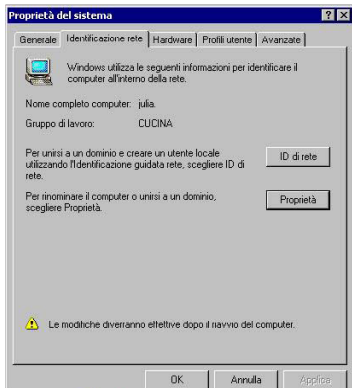 Proprietà del sistema
Generale Identificazione rete Hardware Profili utente Avanzate
Windows utilizza le seguenti informazioni per identificare il
computer all'interno della rete.
Nome completo computer: julia.
Gruppo di lavoro: CUCINA
Per unirsi a un dominio e creare un utente locale
utilizzando l'Identificazione guidata rete, scegliere ID di
rete.
ID di rete
Per rinominare il computer o unirsi a un dominio,
scegliere Proprietà.
Proprietà
Le modifiche diverranno effettive dopo il riavvio del computer.
OK Annulla Applica